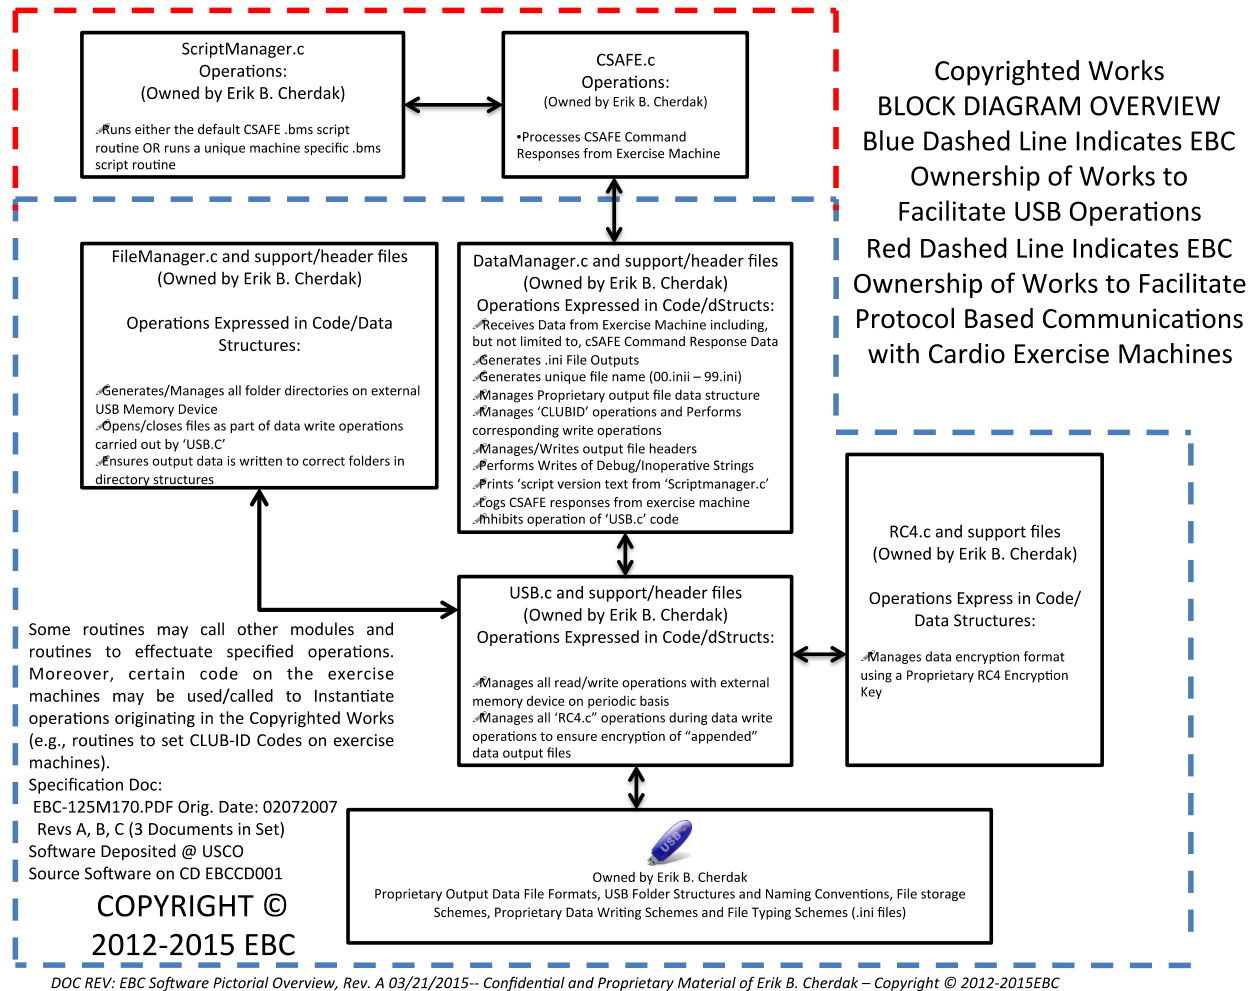 ScriptManager.c
Operations:
(Owned by Erik B. Cherdak)
Runs either the default CSAFE .bms script
routine OR runs a unique machine specific .bms
script routine
CSAFE.c
Operations:
(Owned by Erik B. Cherdak)
•Processes CSAFE Command
Responses from Exercise Machine
Copyrighted Works
BLOCK DIAGRAM OVERVIEW
Blue Dashed Line Indicates EBC
Ownership of Works to
Facilitate USB Operations
Red Dashed Line Indicates EBC
Ownership of Works to Facilitate
Protocol Based Communications
with Cardio Exercise Machines
FileManager.c and support/header files
(Owned by Erik B. Cherdak)
Operations Expressed in Code/Data
Structures:
Generates/Manages all folder directories on external
USB Memory Device
Opens/closes files as part of data write operations
carried out by ‘USB.C’
Ensures output data is written to correct folders in
directory structures
DataManager.c and support/header files
(Owned by Erik B. Cherdak)
Operations Expressed in Code/dStructs:
Receives Data from Exercise Machine including,
but not limited to, cSAFE Command Response Data
Generates .ini File Outputs
Generates unique file name (00.inii – 99.ini)
Manages Proprietary output file data structure
Manages ‘CLUBID’ operations and Performs
corresponding write operations
Manages/Writes output file headers
Performs Writes of Debug/Inoperative Strings
Prints ‘script version text from ‘Scriptmanager.c’
Logs CSAFE responses from exercise machine
Inhibits operation of ‘USB.c’ code
RC4.c and support files
(Owned by Erik B. Cherdak)
Operations Express in Code/
Data Structures:
Manages data encryption format
using a Proprietary RC4 Encryption
Key
USB.c and support/header files
(Owned by Erik B. Cherdak)
Operations Expressed in Code/dStructs:
Manages all read/write operations with external
memory device on periodic basis
Manages all ‘RC4.c” operations during data write
operations to ensure encryption of “appended”
data output files
Some routines may call other modules and
routines to effectuate specified operations.
Moreover, certain code on the exercise
machines may be used/called to Instantiate
operations originating in the Copyrighted Works
(e.g., routines to set CLUB-ID Codes on exercise
machines).
Specification Doc:
EBC-125M170.PDF Orig. Date: 02072007
Revs A, B, C (3 Documents in Set)
Software Deposited @ USCO
Source Software on CD EBCCD001
COPYRIGHT ©
2012-2015 EBC
USB
Owned by Erik B. Cherdak
Proprietary Output Data File Formats, USB Folder Structures and Naming Conventions, File storage
Schemes, Proprietary Data Writing Schemes and File Typing Schemes (.ini files)
DOC REV: EBC Software Pictorial Overview, Rev. A 03/21/2015-- Confidential and Proprietary Material of Erik B. Cherdak – Copyright © 2012-2015EBC